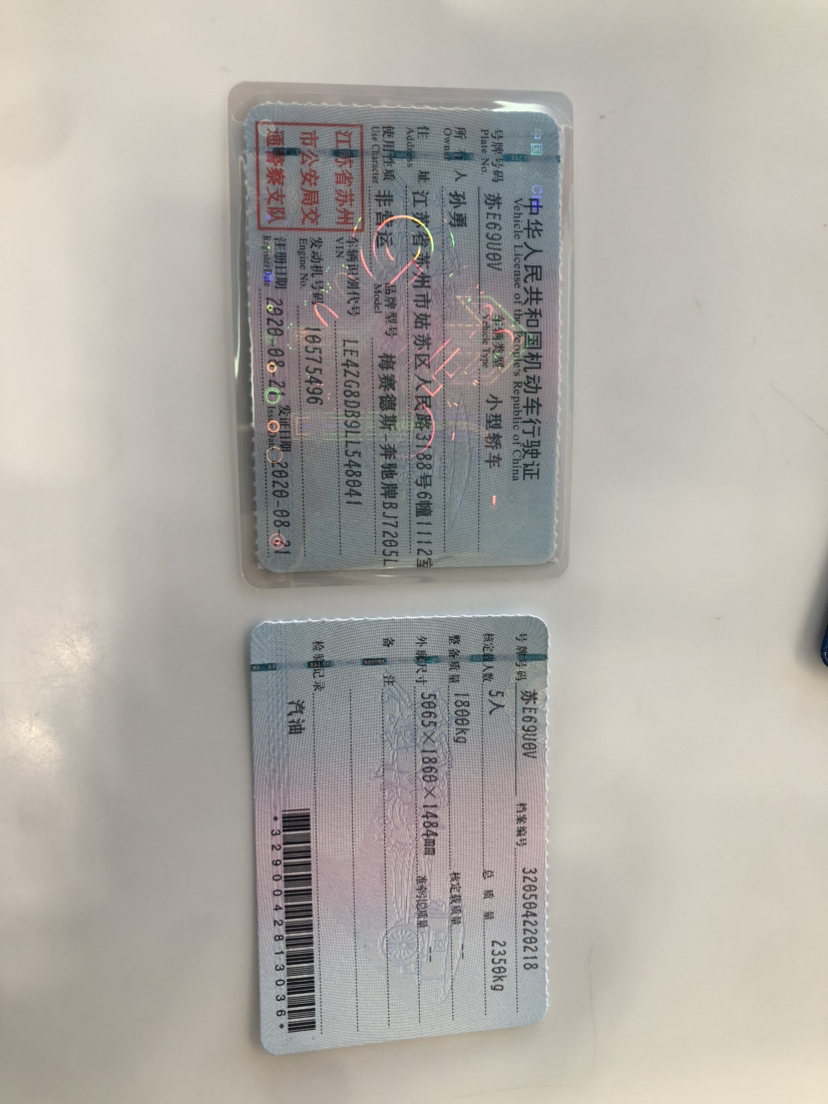 中华人民共和国机动车行驶证
Vehicle License of the People's Republic of China
号牌号码 苏E69U0V 车辆类型 小型轿车
Plate No. Vehicle Type
所有人 孙勇
Owner
住址 江苏省苏州市姑苏区人民路3188号6幢1112室
Address
使用性质 非营运 品牌型号 梅赛德斯-奔驰牌BJ7205L
Use Character Model
江苏省苏州
市公安局交
通警察支队
车辆识别代号 LE4ZG8DB9LL548041
VIN
发动机号码 10575496
Engine No.
注册日期 2020-08-21 发证日期 2020-08-21
Register Date Issue Date
号牌号码 苏E69U0V 档案编号 320504220218
核定载人数 5人 总质量 2350kg
整备质量 1800kg 核定载质量 --
外廓尺寸 5065×1860×1484mm 准牵引总质量 --
备注
检验记录
汽油
*3290042813036*